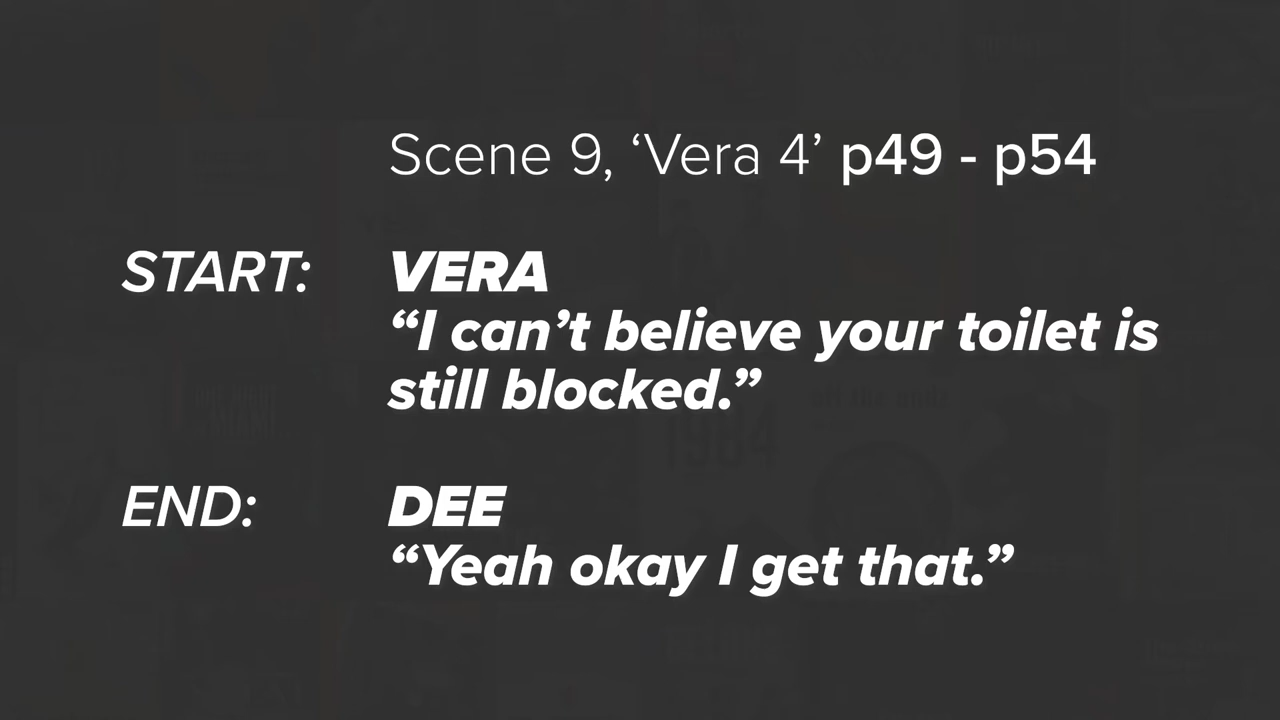 Scene 9, ‘Vera 4’ p49 - p54
START: VERA
“I can’t believe your toilet is
still blocked.”
END: DEE
“Yeah okay I get that.”
1984